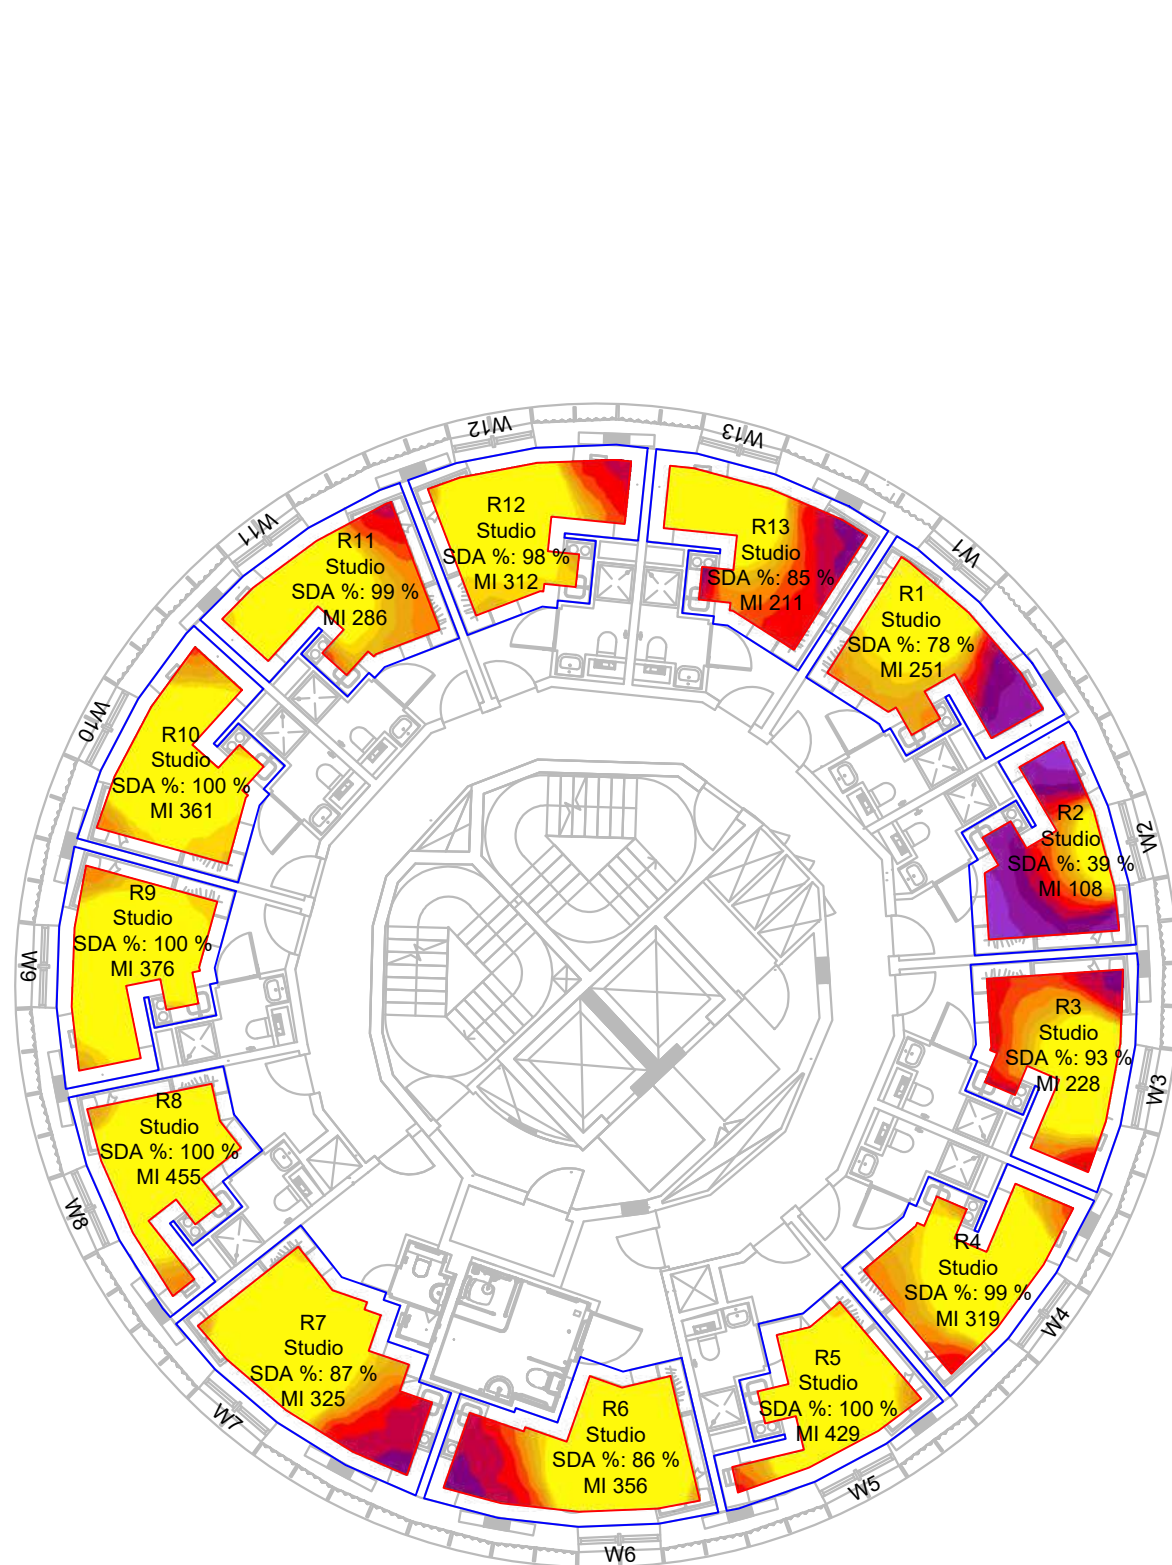 W12
W13
W11
W1
R12
Studio
SDA %: 98 %
MI 312
R13
Studio
SDA %: 85 %
MI 211
R11
Studio
SDA %: 99 %
MI 286
R1
Studio
SDA %: 78 %
MI 251
W10
R10
Studio
SDA %: 100 %
MI 361
W2
R2
Studio
SDA %: 39 %
MI 108
R9
Studio
SDA %: 100 %
MI 376
W9
R3
Studio
SDA %: 93 %
MI 228
W3
R8
Studio
SDA %: 100 %
MI 455
W8
R4
Studio
SDA %: 99 %
MI 319
W4
R7
Studio
SDA %: 87 %
MI 325
W7
R5
Studio
SDA %: 100 %
MI 429
R6
Studio
SDA %: 86 %
MI 356
W5
W6